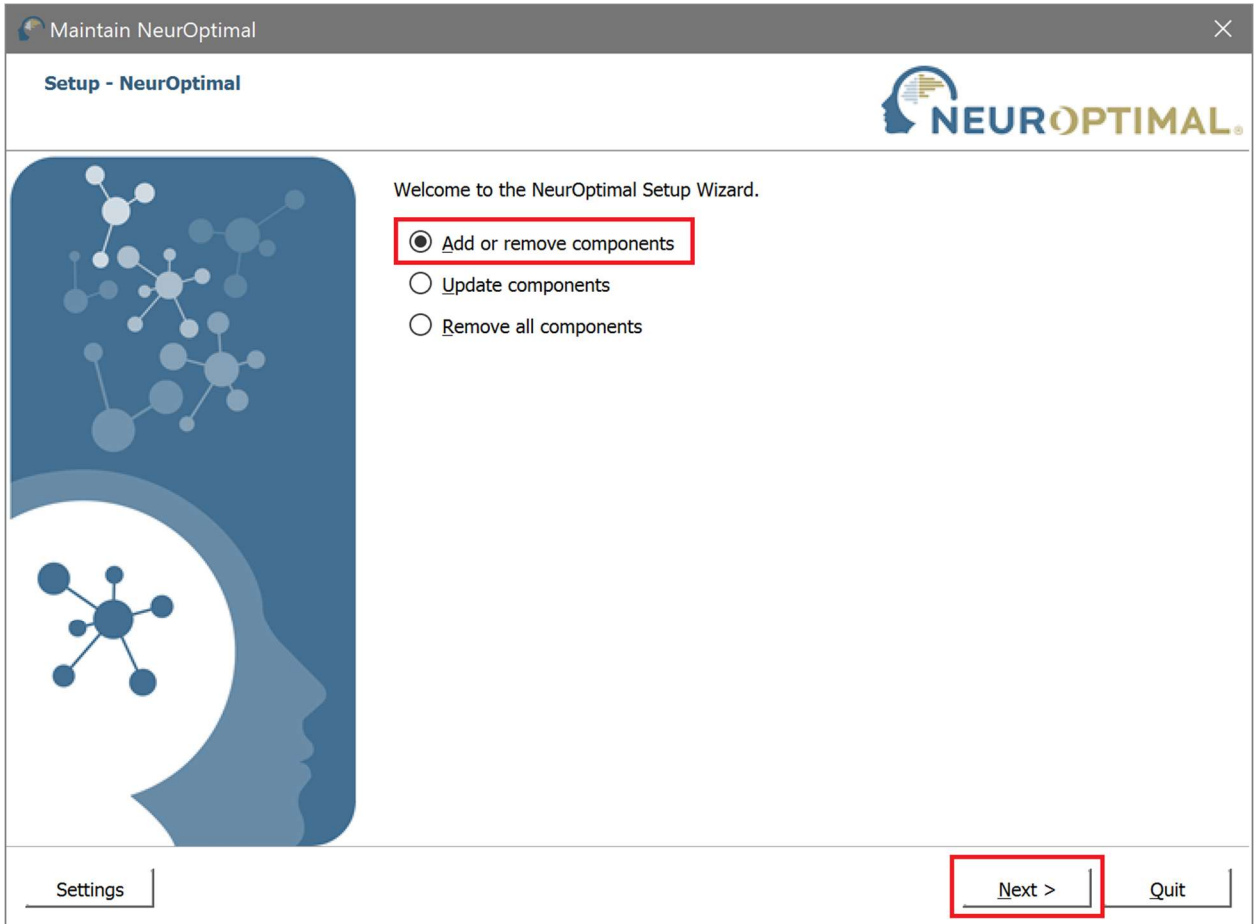 Maintain NeurOptimal
Setup - NeurOptimal
NEUROPTIMAL®
Welcome to the NeurOptimal Setup Wizard.
Add or remove components
Update components
Remove all components
Settings
Next >
Quit